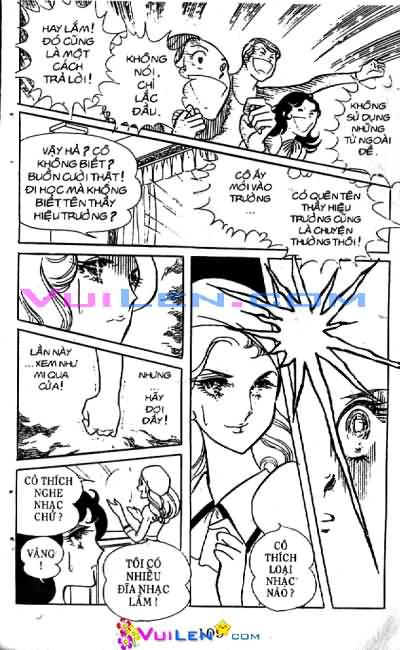 HAY LẮM!
ĐÓ CŨNG
LÀ MỘT
CÁCH
TRẢ LỜI!
KHÔNG
NÓI,
CHỈ
LẮC
ĐẦU.
KHÔNG
SỬ DỤNG
NHỮNG
TỪ NGOÀI
ĐỀ.
VẬY HẢ? CÔ
KHÔNG BIẾT?
BUỒN CƯỜI THẬT!
ĐI HỌC MÀ KHÔNG
BIẾT TÊN THẦY
HIỆU TRƯỞNG?
CÔ ẤY
MỚI VÀO
TRƯỜNG
...
CÓ QUÊN TÊN
THẦY HIỆU
TRƯỞNG CŨNG
LÀ CHUYỆN
THƯỜNG THÔI!
VUILEN.COM
LẦN NÀY
...XEM NHƯ
MI QUA
CỬA!
NHƯNG
...
HÃY
ĐỢI
ĐẤY!
CÔ THÍCH
NGHE
NHẠC
CHỨ?
VÂNG!
TÔI CÓ
NHIỀU
ĐĨA NHẠC
LẮM!
CÔ
THÍCH
LOẠI
NHẠC
NÀO?
109
VUILEN.COM